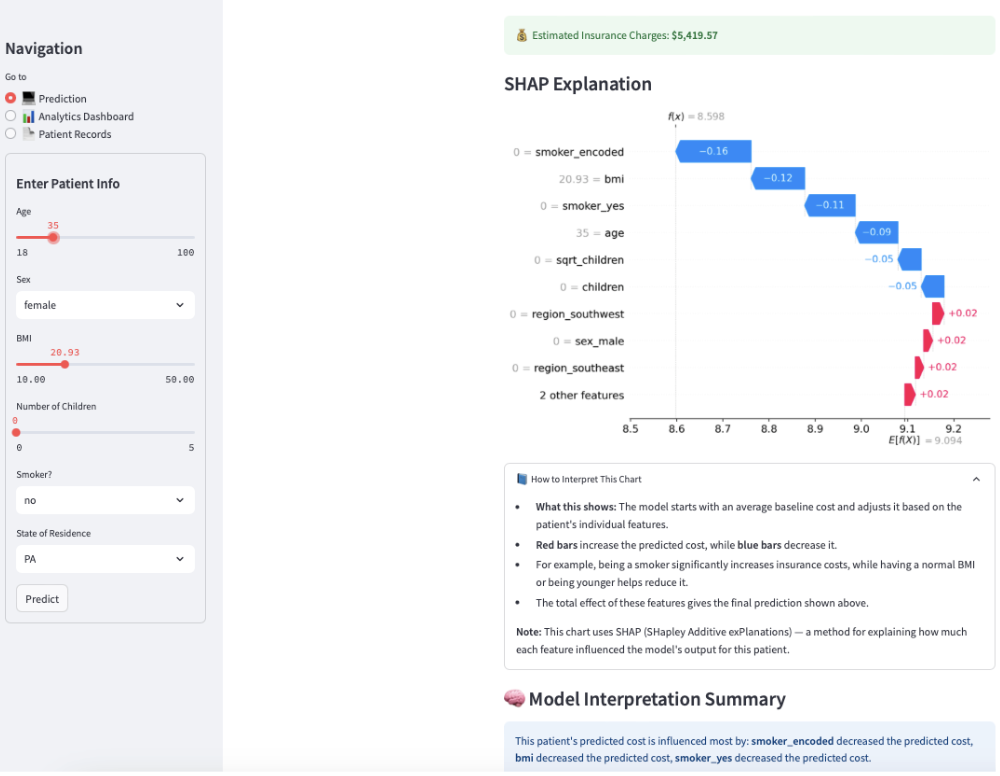 Navigation
Go to
Prediction
Analytics Dashboard
Patient Records
Enter Patient Info
Age
35
18 100
Sex
female
BMI
20.93
10.00 50.00
Number of Children
0
0 5
Smoker?
no
State of Residence
PA
Predict
Estimated Insurance Charges: $5,419.57
SHAP Explanation
f(x) = 8.598
0 = smoker_encoded −0.16
20.93 = bmi −0.12
0 = smoker_yes −0.11
35 = age −0.09
0 = sqrt_children −0.05
0 = children −0.05
0 = region_southwest +0.02
0 = sex_male +0.02
0 = region_southeast +0.02
2 other features +0.02
8.5 8.6 8.7 8.8 8.9 9.0 9.1 9.2
E[f(X)] = 9.094
How to Interpret This Chart
• What this shows: The model starts with an average baseline cost and adjusts it based on the
patient's individual features.
• Red bars increase the predicted cost, while blue bars decrease it.
• For example, being a smoker significantly increases insurance costs, while having a normal BMI
or being younger helps reduce it.
• The total effect of these features gives the final prediction shown above.
Note: This chart uses SHAP (SHapley Additive exPlanations) — a method for explaining how much
each feature influenced the model's output for this patient.
Model Interpretation Summary
This patient's predicted cost is influenced most by: smoker_encoded decreased the predicted cost,
bmi decreased the predicted cost, smoker_yes decreased the predicted cost.